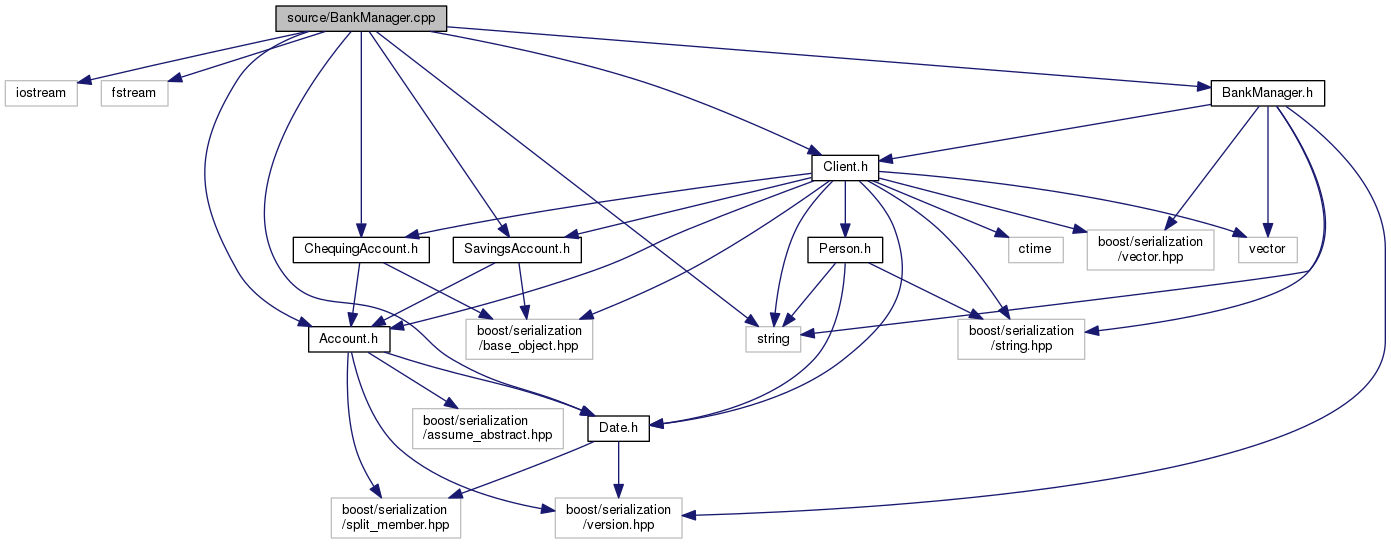 source/BankManager.cpp
iostream
fstream
BankManager.h
Client.h
ChequingAccount.h
SavingsAccount.h
Person.h
ctime
boost/serialization
/vector.hpp
vector
Account.h
boost/serialization
/base_object.hpp
string
boost/serialization
/string.hpp
boost/serialization
/assume_abstract.hpp
Date.h
boost/serialization
/split_member.hpp
boost/serialization
/version.hpp